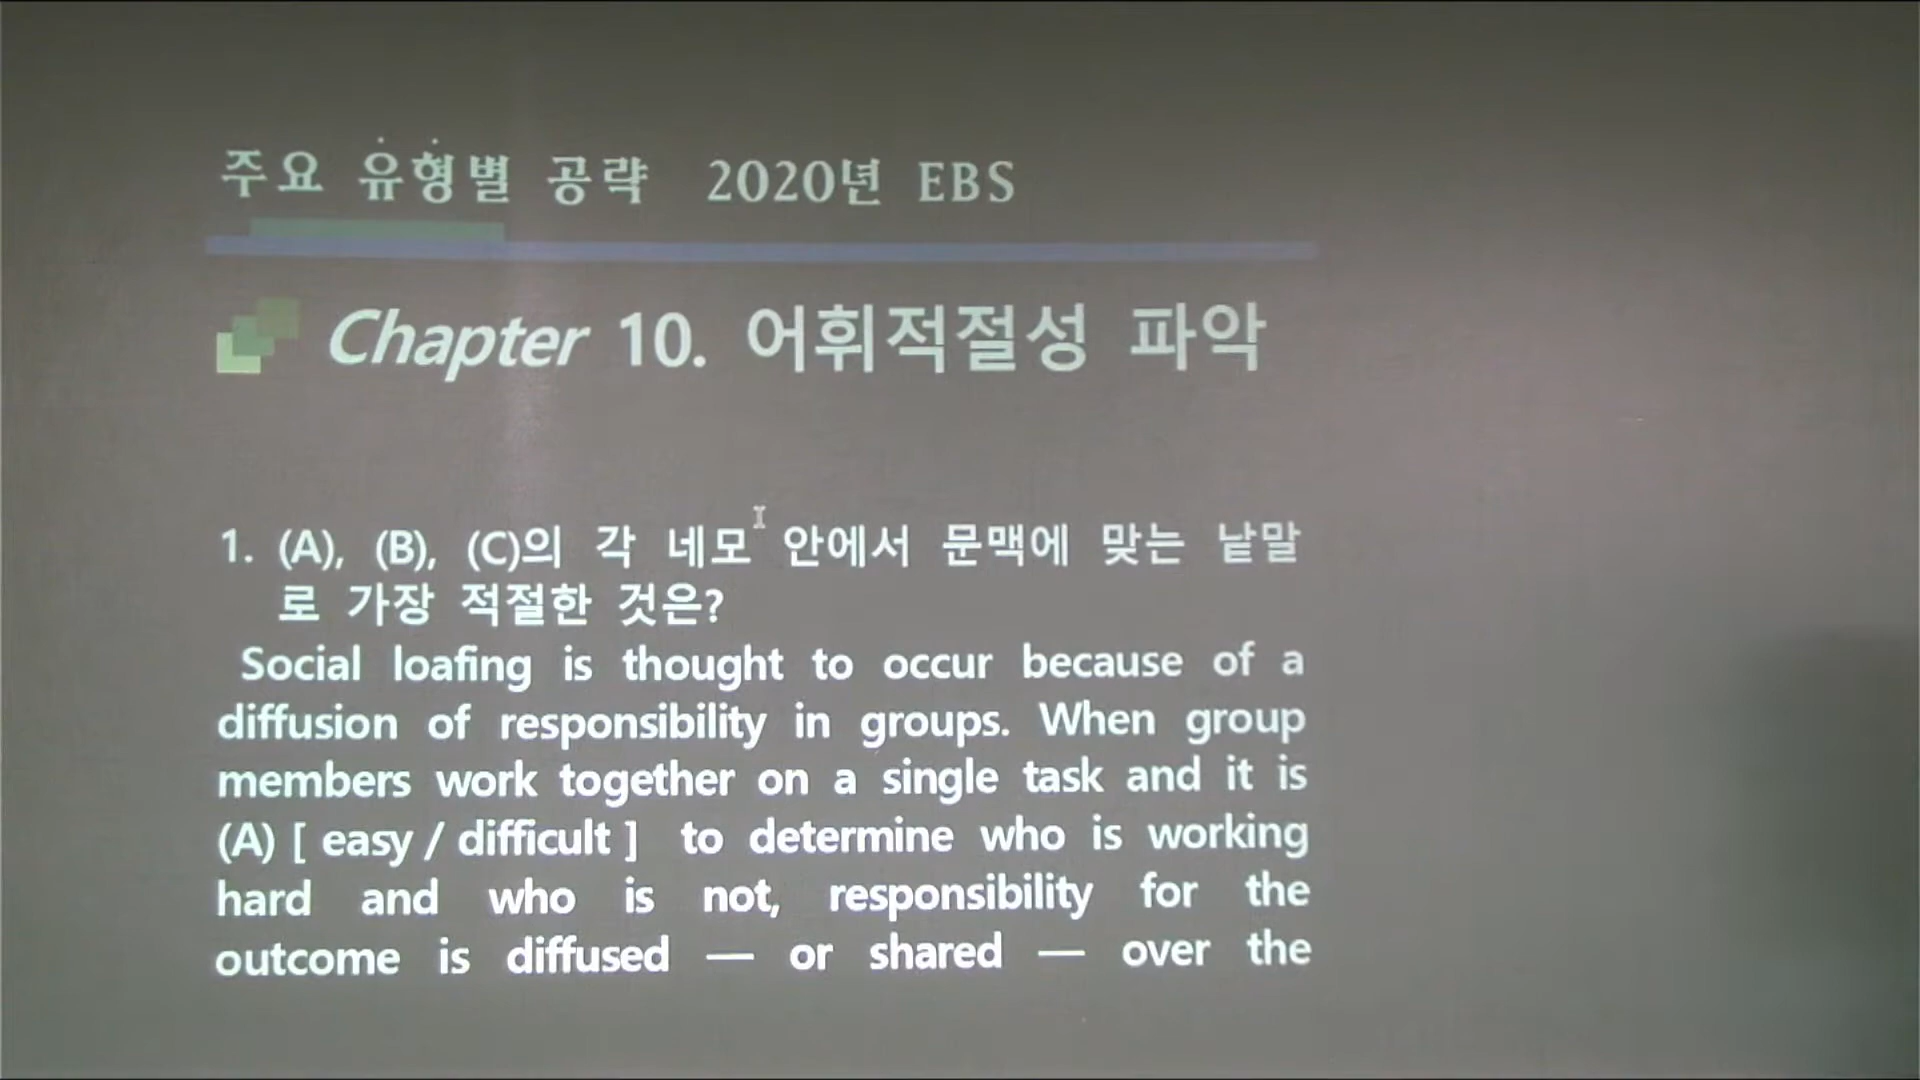 주요 유형별 공략 2020년 EBS
Chapter 10. 어휘적절성 파악
1. (A), (B), (C)의 각 네모 안에서 문맥에 맞는 낱말
로 가장 적절한 것은?
Social loafing is thought to occur because of a
diffusion of responsibility in groups. When group
members work together on a single task and it is
(A) [ easy / difficult ] to determine who is working
hard and who is not, responsibility for the
outcome is diffused — or shared — over the